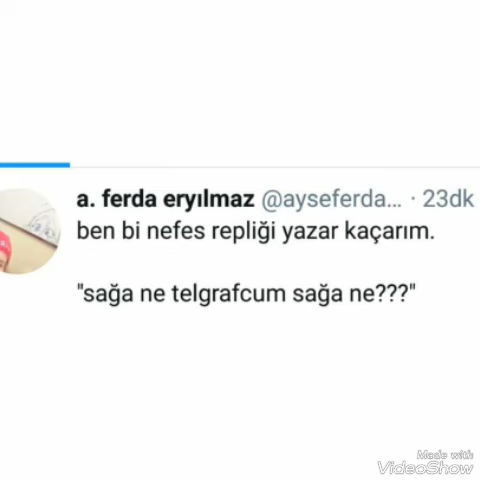 a. ferda eryılmaz @ayseferda... · 23dk
ben bi nefes repliği yazar kaçarım.
"sağa ne telgrafcum sağa ne???"
Made with
VideoShow